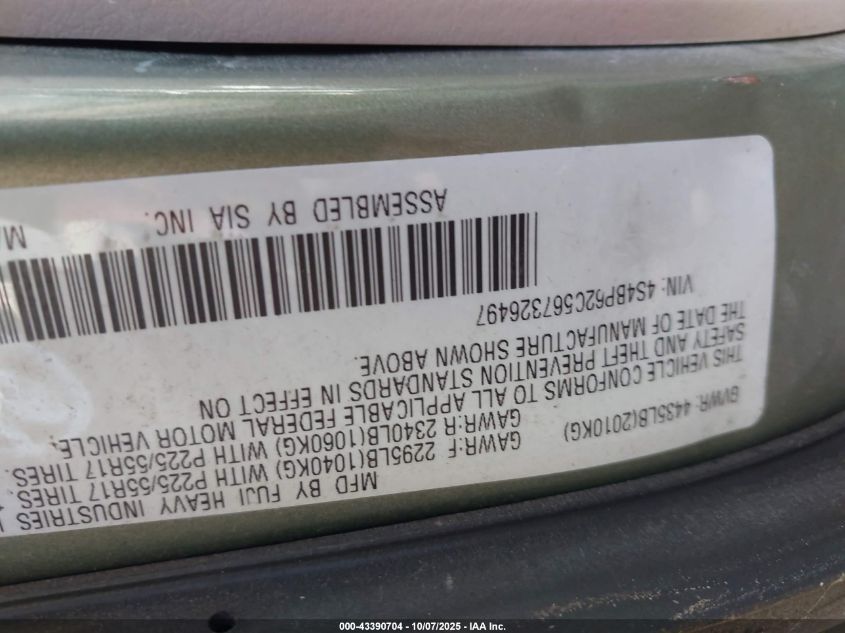 MFD BY FUJI HEAVY INDUSTRIES
GVWR: 4435LB(2010KG)
GAWR:F 2295LB(1040KG) WITH P225/55R17 TIRES.
GAWR:R 2340LB(1060KG) WITH P225/55R17 TIRES.
THIS VEHICLE CONFORMS TO ALL APPLICABLE FEDERAL MOTOR VEHICLE.
SAFETY AND THEFT PREVENTION STANDARDS IN EFFECT ON
THE DATE OF MANUFACTURE SHOWN ABOVE.
VIN: 4S4BP62C567326497
ASSEMBLED BY SIA INC.
000-43390704 - 10/07/2025 - IAA Inc.